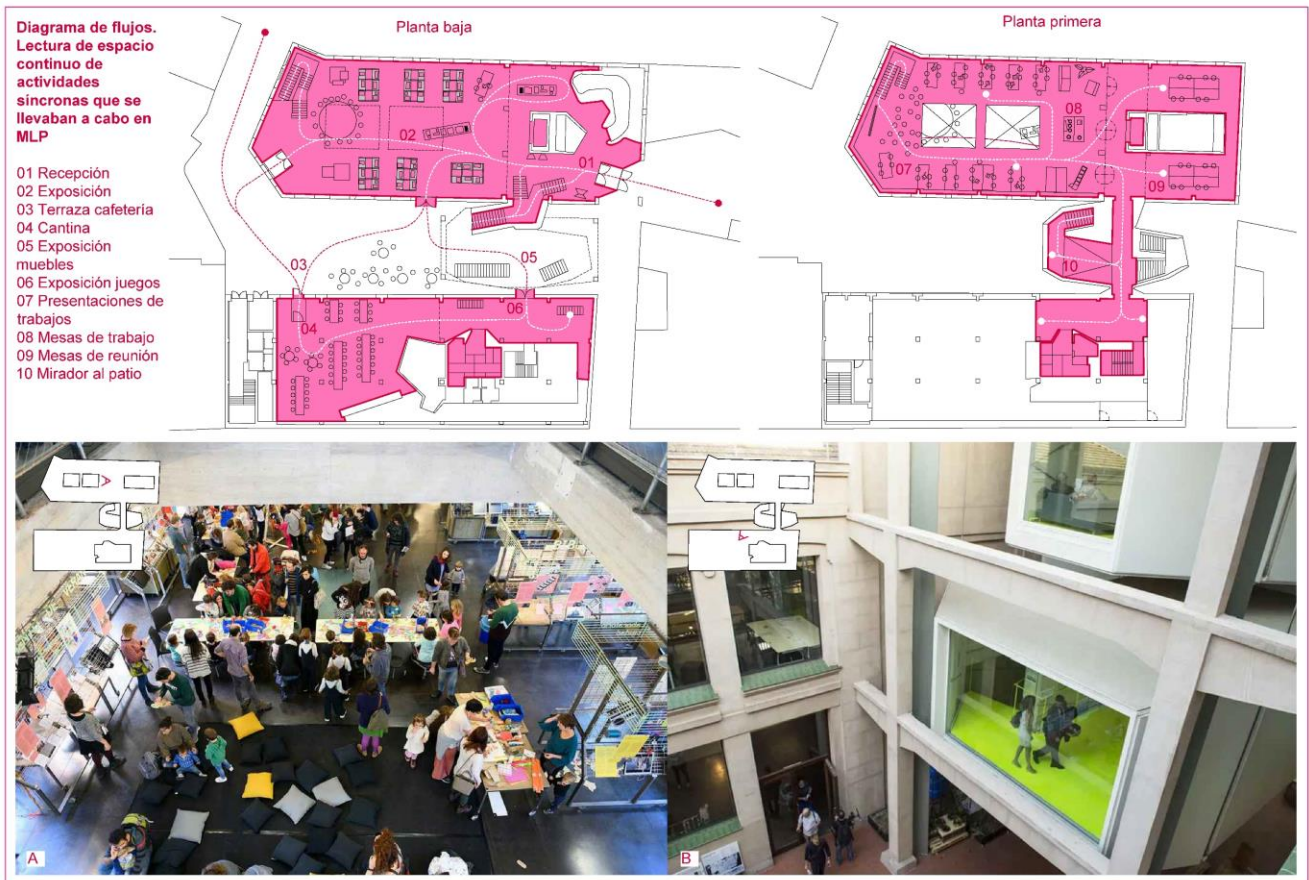 Diagrama de flujos.
Lectura de espacio
continuo de
actividades
síncronas que se
llevaban a cabo en
MLP
01 Recepción
02 Exposición
03 Terraza cafetería
04 Cantina
05 Exposición
muebles
06 Exposición juegos
07 Presentaciones de
trabajos
08 Mesas de trabajo
09 Mesas de reunión
10 Mirador al patio
Planta baja
02
01
03
05
06
04
Planta primera
08
07
09
10
A
B